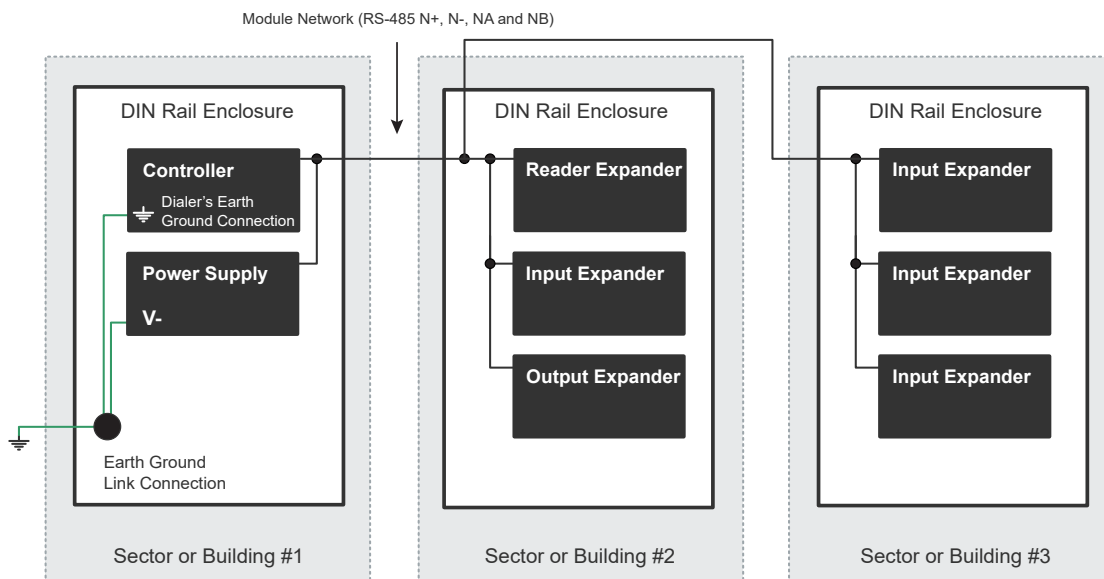 Module Network (RS-485 N+, N-, NA and NB)
DIN Rail Enclosure
Controller
Dialer's Earth
Ground Connection
Power Supply
V-
Earth Ground
Link Connection
Sector or Building #1
DIN Rail Enclosure
Reader Expander
Input Expander
Output Expander
Sector or Building #2
DIN Rail Enclosure
Input Expander
Input Expander
Input Expander
Sector or Building #3